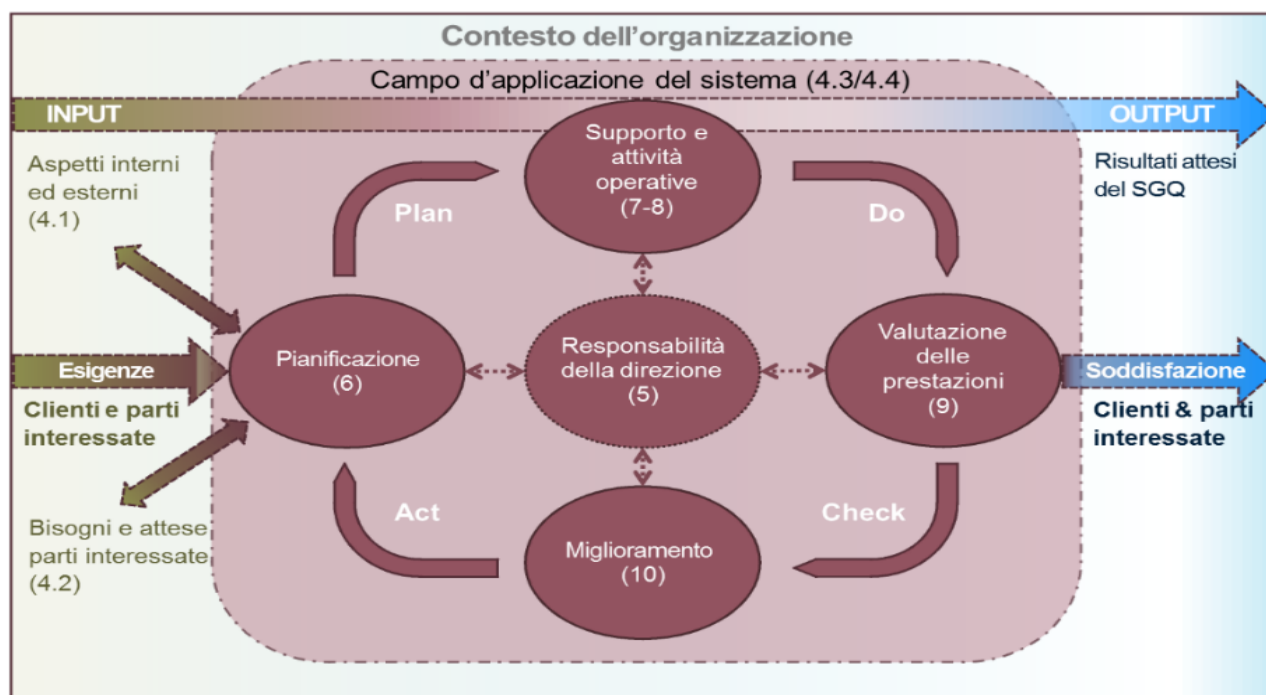 Contesto dell'organizzazione
Campo d'applicazione del sistema (4.3/4.4)
INPUT
OUTPUT
Aspetti interni
ed esterni
(4.1)
Supporto e
attività
operative
(7-8)
Risultati attesi
del SGQ
Plan
Do
Esigenze
Clienti e parti
interessate
Pianificazione
(6)
Responsabilità
della direzione
(5)
Valutazione
delle
prestazioni
(9)
Soddisfazione
Clienti & parti
interessate
Act
Check
Bisogni e attese
parti interessate
(4.2)
Miglioramento
(10)